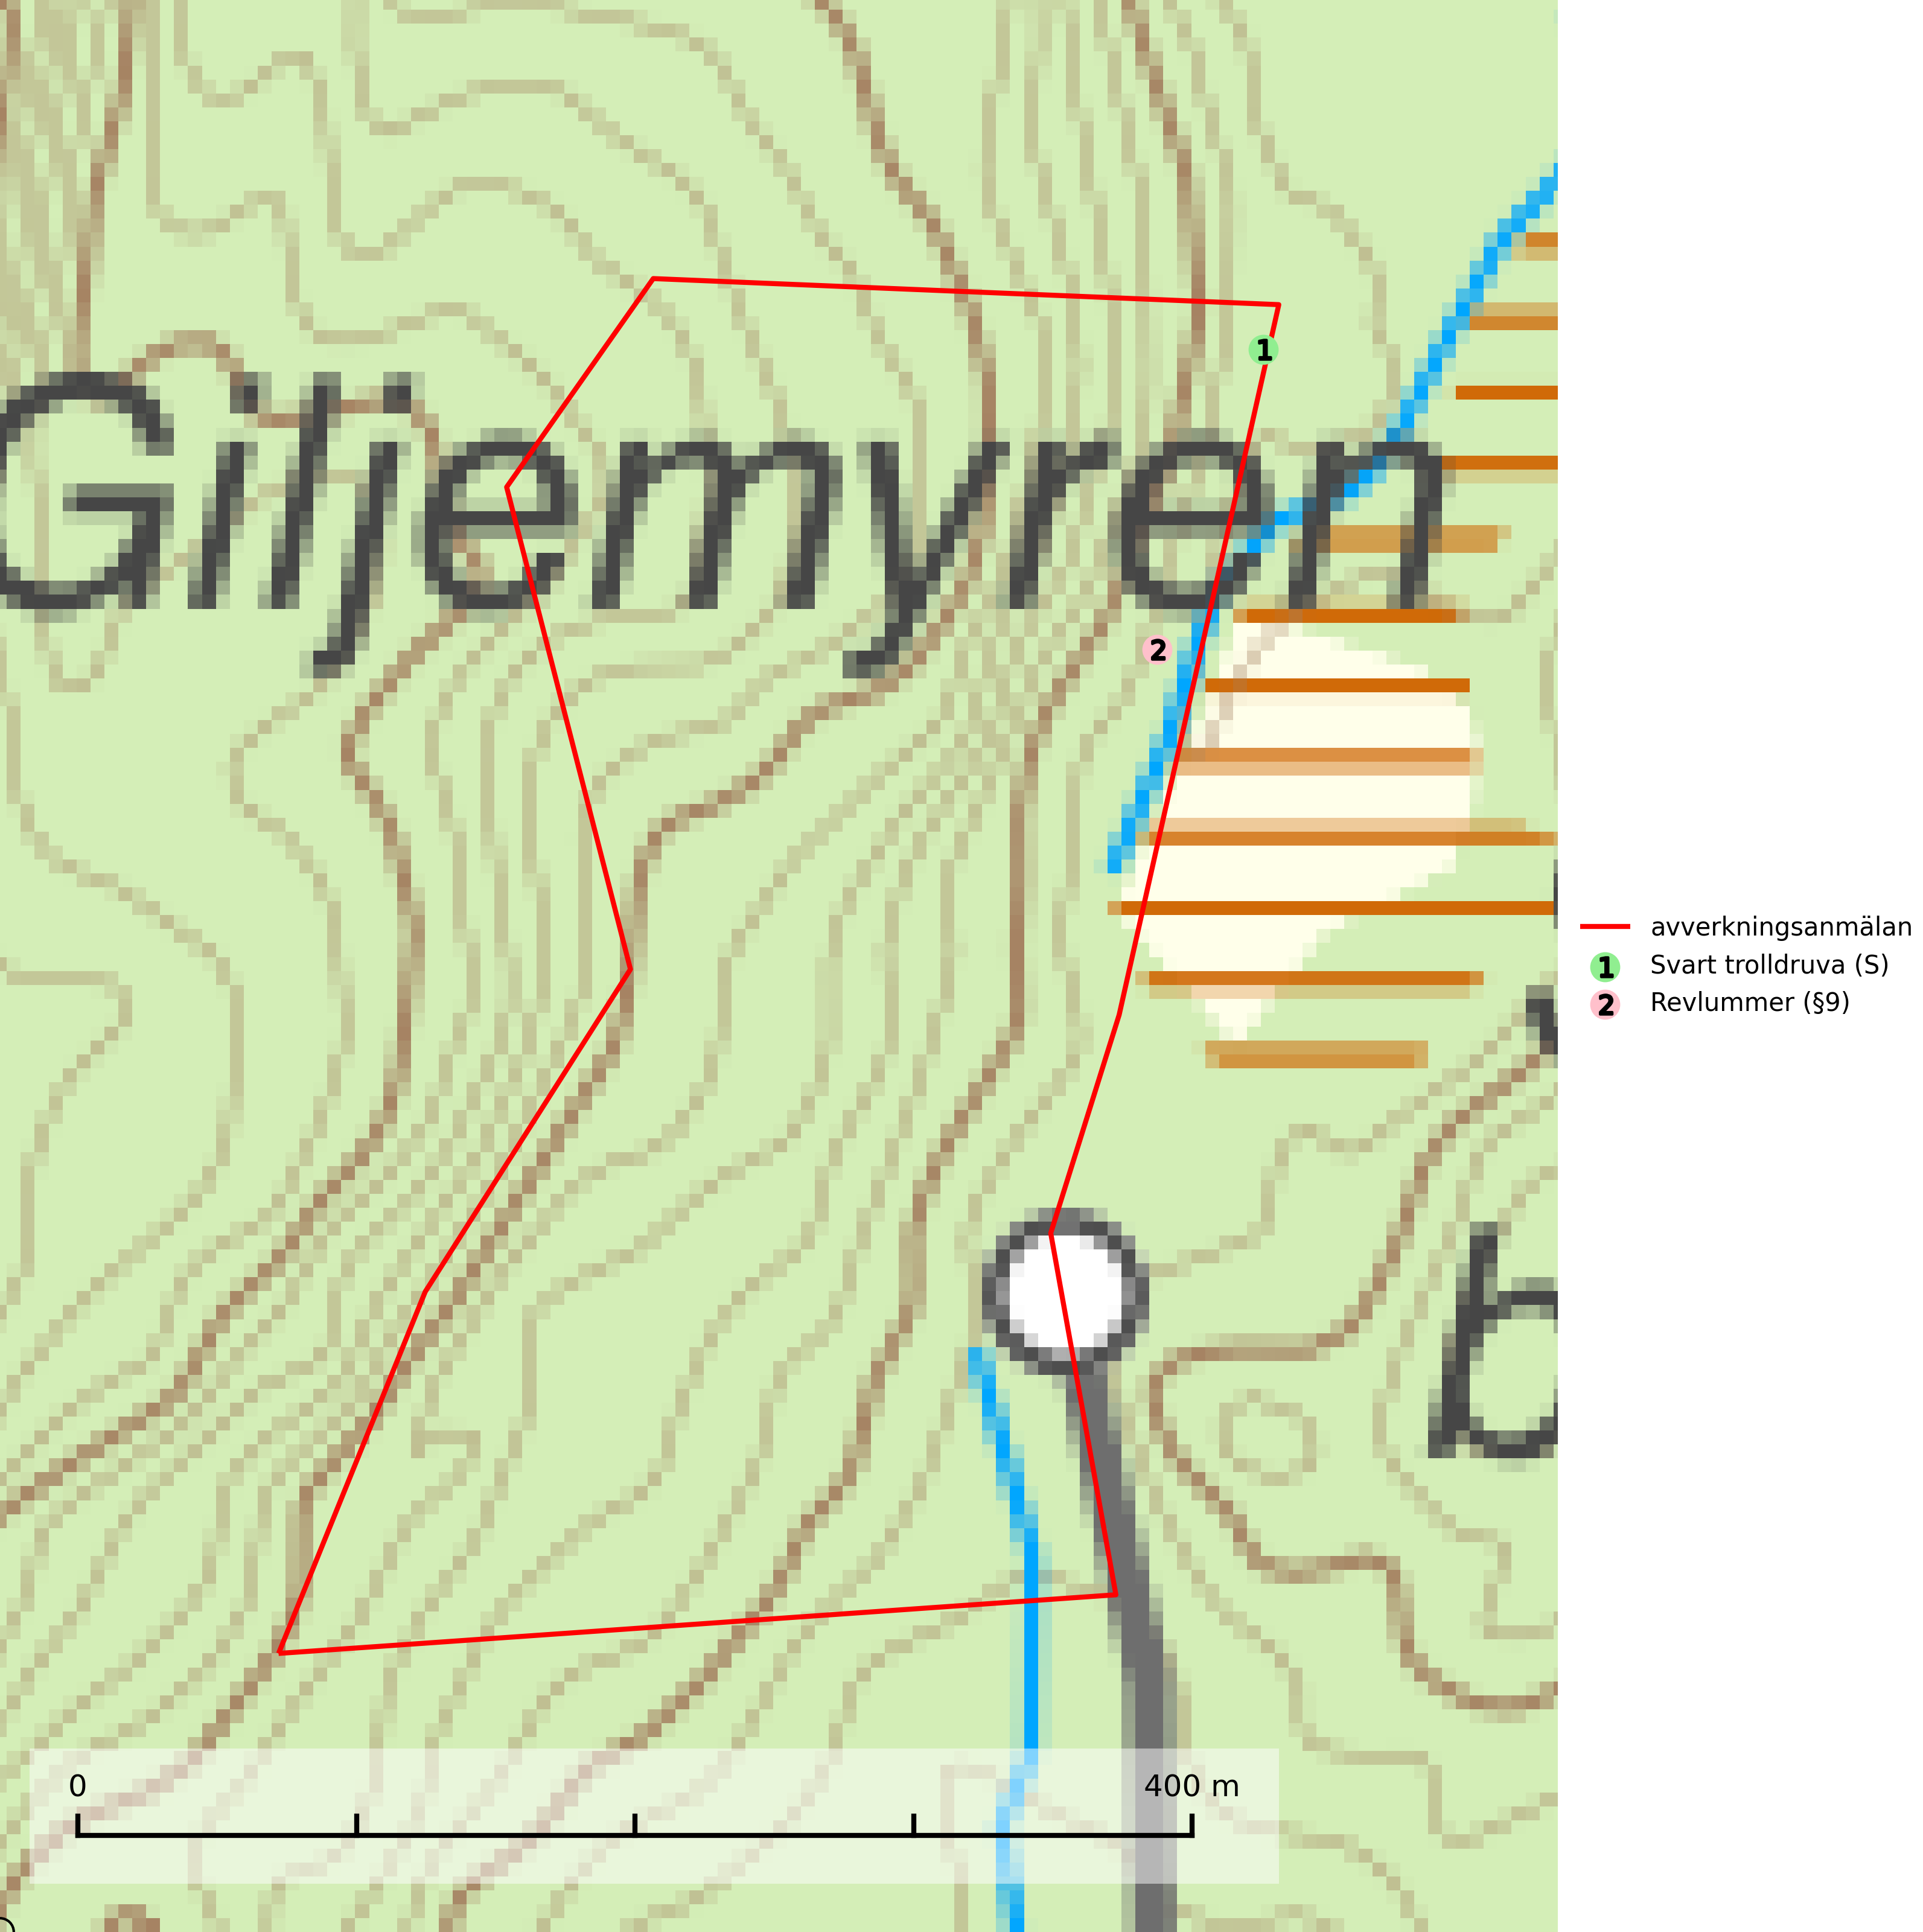 Giljemyren
avverkningsanmälan
1 Svart trolldruva (S)
2 Revlummer (§9)
1
2
b
0 400 m